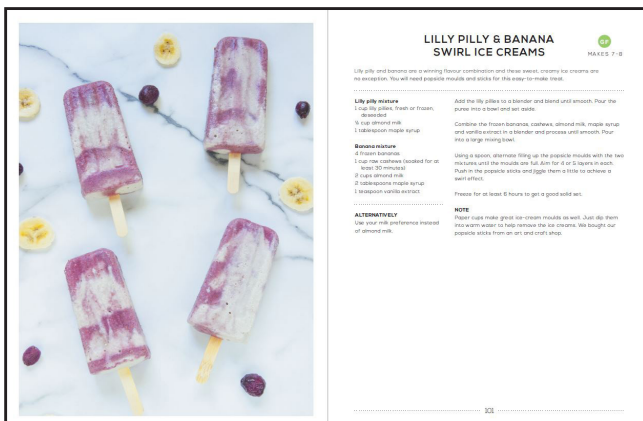 LILLY PILLY & BANANA
SWIRL ICE CREAMS
GF
MAKES 7-8
Lilly pilly and banana are a winning flavour combination and these sweet, creamy ice creams are
no exception. You will need popsicle moulds and sticks for this easy-to-make treat.
Lilly pilly mixture
1 cup lilly pillies, fresh or frozen,
deseeded
½ cup almond milk
1 tablespoon maple syrup
Banana mixture
4 frozen bananas
1 cup raw cashews (soaked for at
least 30 minutes)
2 cups almond milk
2 tablespoons maple syrup
1 teaspoon vanilla extract
ALTERNATIVELY
Use your milk preference instead
of almond milk.
Add the lilly pillies to a blender and blend until smooth. Pour the
puree into a bowl and set aside.
Combine the frozen bananas, cashews, almond milk, maple syrup
and vanilla extract in a blender and process until smooth. Pour
into a large mixing bowl.
Using a spoon, alternate filling up the popsicle moulds with the two
mixtures until the moulds are full. Aim for 4 or 5 layers in each.
Push in the popsicle sticks and jiggle them a little to achieve a
swirl effect.
Freeze for at least 6 hours to get a good solid set.
NOTE
Paper cups make great ice-cream moulds as well. Just dip them
into warm water to help remove the ice creams. We bought our
popsicle sticks from an art and craft shop.
101